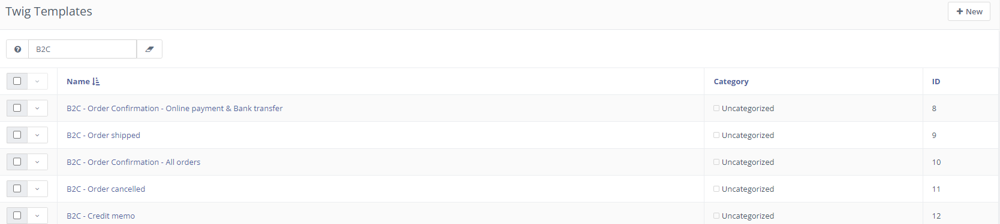 Twig Templates
New
B2C
Name Category ID
B2C - Order Confirmation - Online payment & Bank transfer Uncategorized 8
B2C - Order shipped Uncategorized 9
B2C - Order Confirmation - All orders Uncategorized 10
B2C - Order cancelled Uncategorized 11
B2C - Credit memo Uncategorized 12